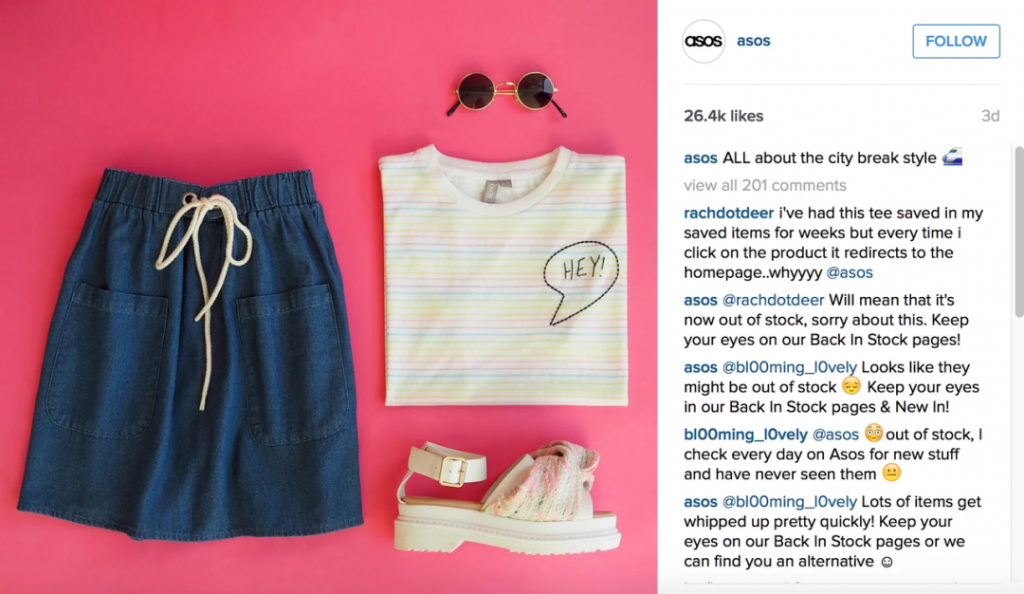 HEY!
asos
asos
asos
FOLLOW
26.4k likes
3d
asos ALL about the city break style
view all 201 comments
rachdotdeer i've had this tee saved in my
saved items for weeks but every time i
click on the product it redirects to the
homepage..whyyyy @asos
asos @rachdotdeer Will mean that it's
now out of stock, sorry about this. Keep
your eyes on our Back In Stock pages!
asos @bl00ming_l0vely Looks like they
might be out of stock 😔 Keep your eyes
in our Back In Stock pages & New In!
bl00ming_l0vely @asos 😳 out of stock, I
check every day on Asos for new stuff
and have never seen them 😐
asos @bl00ming_l0vely Lots of items get
whipped up pretty quickly! Keep your
eyes on our Back In Stock pages or we
can find you an alternative ☺